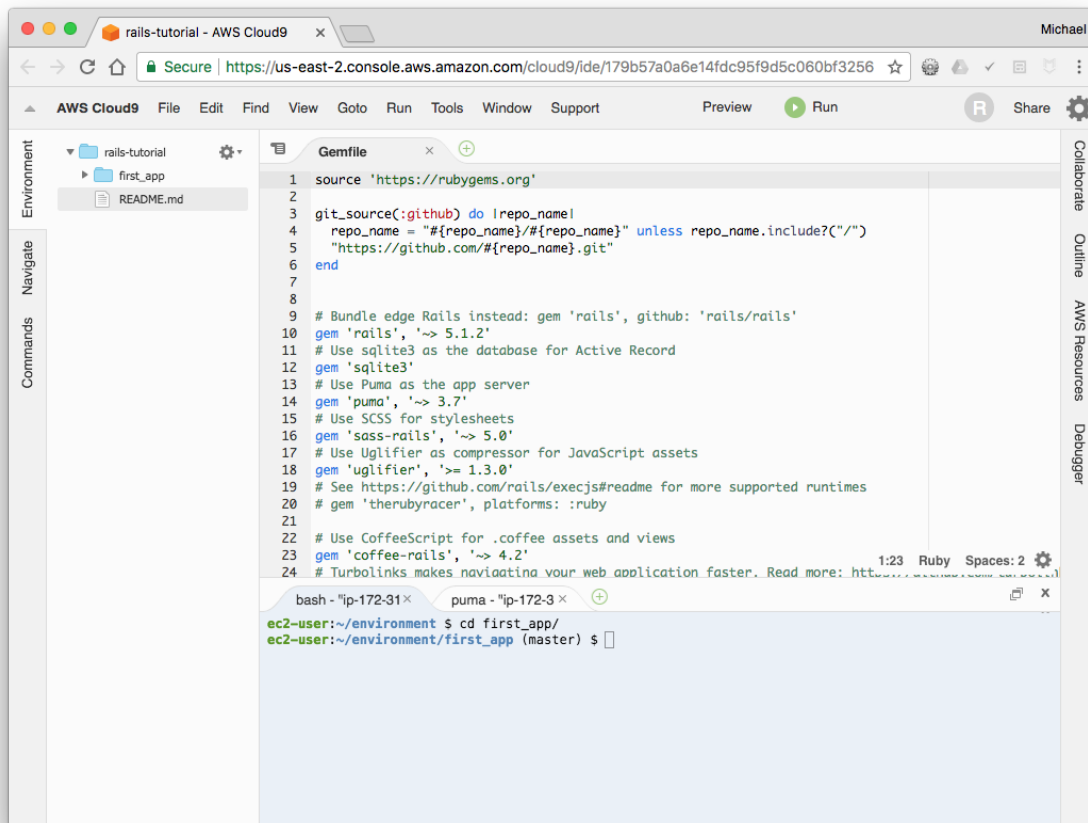 rails-tutorial - AWS Cloud9
Michael
Secure | https://us-east-2.console.aws.amazon.com/cloud9/ide/179b57a0a6e14fdc95f9d5c060bf3256
AWS Cloud9 File Edit Find View Goto Run Tools Window Support Preview Run R Share
Environment
Navigate
Commands
rails-tutorial
first_app
README.md
Gemfile
1 source 'https://rubygems.org'
2
3 git_source(:github) do |repo_name|
4 repo_name = "#{repo_name}/#{repo_name}" unless repo_name.include?("/")
5 "https://github.com/#{repo_name}.git"
6 end
7
8
9 # Bundle edge Rails instead: gem 'rails', github: 'rails/rails'
10 gem 'rails', '~> 5.1.2'
11 # Use sqlite3 as the database for Active Record
12 gem 'sqlite3'
13 # Use Puma as the app server
14 gem 'puma', '~> 3.7'
15 # Use SCSS for stylesheets
16 gem 'sass-rails', '~> 5.0'
17 # Use Uglifier as compressor for JavaScript assets
18 gem 'uglifier', '>= 1.3.0'
19 # See https://github.com/rails/execjs#readme for more supported runtimes
20 # gem 'therubyracer', platforms: :ruby
21
22 # Use CoffeeScript for .coffee assets and views
23 gem 'coffee-rails', '~> 4.2'
24 # Turbolinks makes navigating your web application faster. Read more:
1:23 Ruby Spaces: 2
Collaborate
Outline
AWS Resources
Debugger
bash - "ip-172-31
puma - "ip-172-3
ec2-user:~/environment $ cd first_app/
ec2-user:~/environment/first_app (master) $